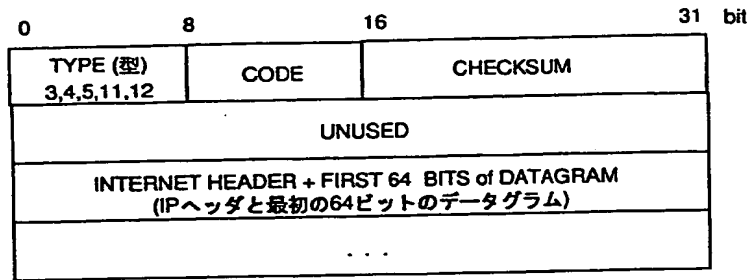 0 8 16 31 bit
TYPE (型)
3,4,5,11,12
CODE
CHECKSUM
UNUSED
INTERNET HEADER + FIRST 64 BITS of DATAGRAM
(IPヘッダと最初の64ビットのデータグラム)
. . .